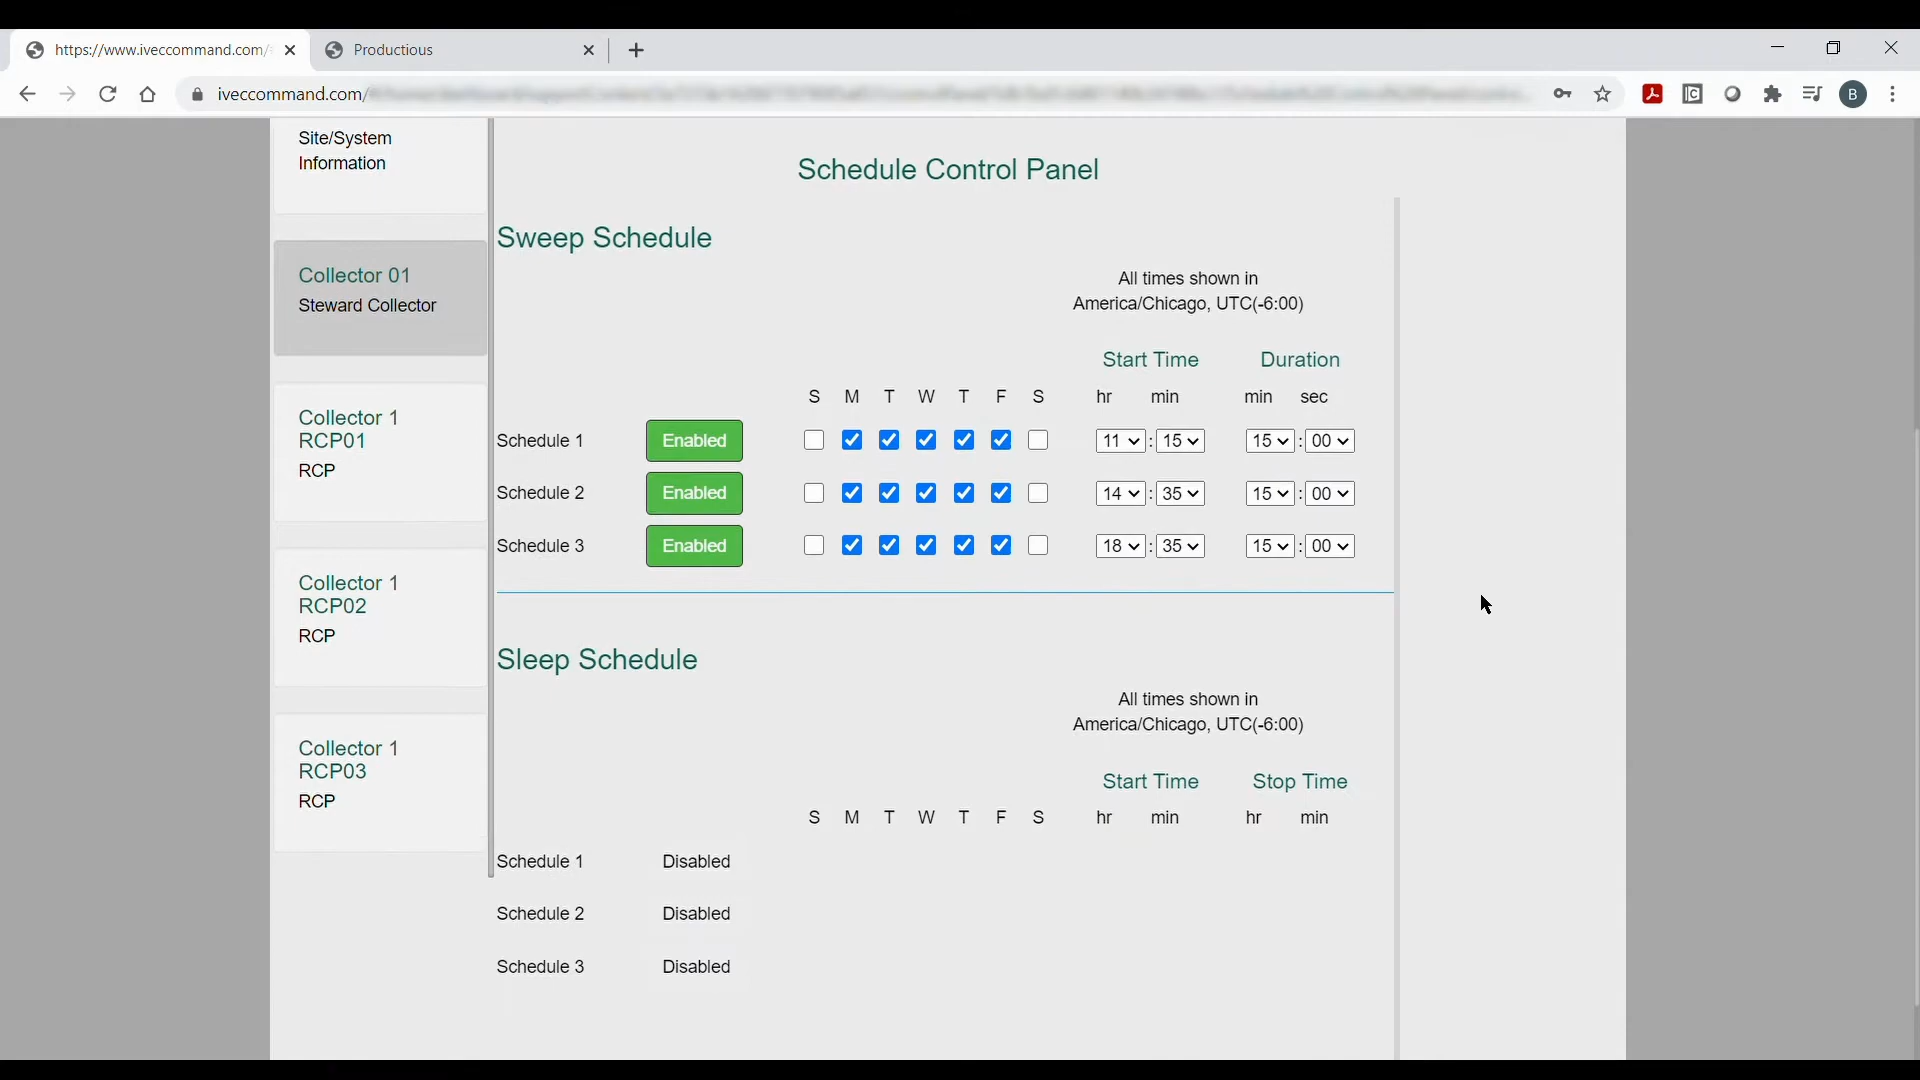 https://www.iveccommand.com/
Productious
iveccommand.com/
B
Site/System
Information
Collector 01
Steward Collector
Collector 1
RCP01
RCP
Collector 1
RCP02
RCP
Collector 1
RCP03
RCP
Schedule Control Panel
Sweep Schedule
All times shown in
America/Chicago, UTC(-6:00)
Start Time Duration
S M T W T F S hr min min sec
Schedule 1 Enabled 11 : 15 15 : 00
Schedule 2 Enabled 14 : 35 15 : 00
Schedule 3 Enabled 18 : 35 15 : 00
Sleep Schedule
All times shown in
America/Chicago, UTC(-6:00)
Start Time Stop Time
S M T W T F S hr min hr min
Schedule 1 Disabled
Schedule 2 Disabled
Schedule 3 Disabled